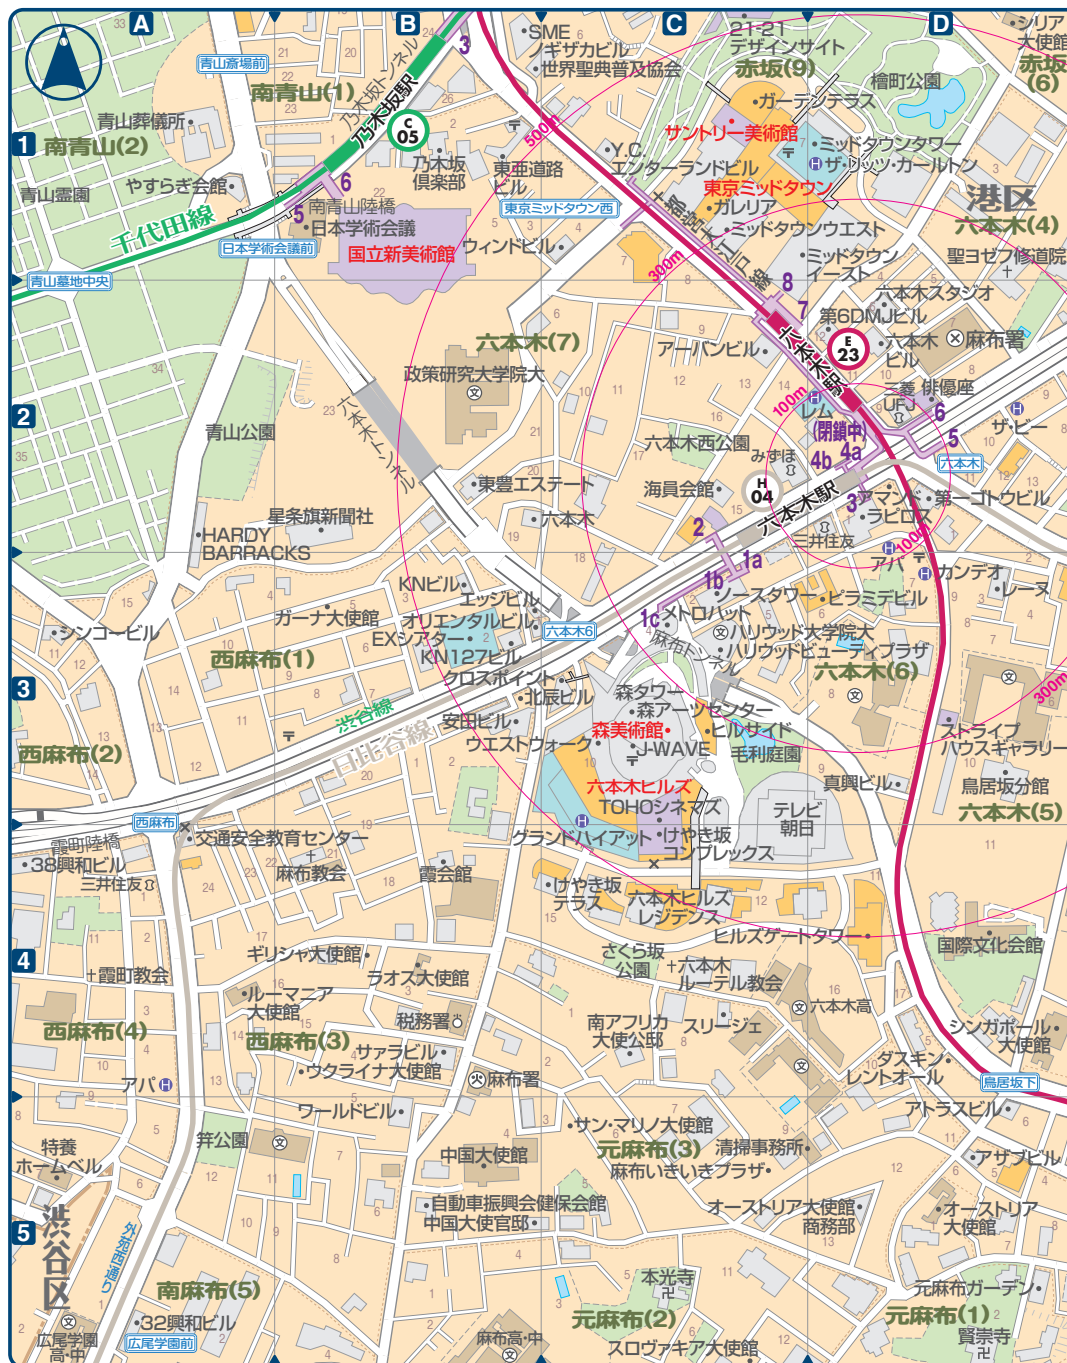 A
B
C
D
1
2
3
4
5
シリア
大使館
赤坂
(6)
21-21
デザインサイト
赤坂(9)
檜町公園
SME
ノギザカビル
世界聖典普及協会
3
青山斎場前
南青山(1)
乃木坂トンネル
乃木坂駅
C
05
ガーデンテラス
サントリー美術館
500m
青山葬儀所
南青山(2)
ミッドタウンタワー
ザ・リッツ・カールトン
Y.C.
エンターランドビル
乃木坂
倶楽部
東亜道路
ビル
東京ミッドタウン
ガレリア
港区
六本木(4)
青山霊園
やすらぎ会館
6
5
南青山陸橋
日本学術会議
東京ミッドタウン西
千代田線
日本学術会議前
国立新美術館
ウィンドビル
ミッドタウンウエスト
都営大江戸線
300m
ミッドタウン
イースト
聖ヨゼフ修道院
青山墓地中央
8
7
六本木スタジオ
第6DMJビル
六本木
ビル
麻布署
E
23
六本木駅
六本木(7)
アーバンビル
政策研究大学院大
100m
レム
(閉鎖中)
三菱
UFJ
俳優座
6
5
ザ・ビー
六本木
青山公園
六本木トンネル
六本木西公園
みずほ
4b
4a
H
04
海員会館
六本木駅
3
アマンド
ラピロス
第一ゴトウビル
東豊エステート
六本木
三井住友
100m
星条旗新聞社
HARDY
BARRACKS
2
1a
1b
1c
アパ
カンデオ
レーヌ
KNビル
エッジビル
ノースタワー
ピラミデビル
メトロハット
シンコービル
ガーナ大使館
オリエンタルビル
EXシアター
KN127ビル
六本木6
麻布トンネル
ハリウッド大学院大
ハリウッドビューティプラザ
六本木(6)
西麻布(1)
クロスポイント
北辰ビル
森タワー
森アーツセンター
300m
渋谷線
日比谷線
安田ビル
ウエストウォーク
森美術館
J-WAVE
ヒルサイド
毛利庭園
ストライプ
ハウスギャラリー
西麻布(2)
六本木ヒルズ
TOHOシネマズ
真興ビル
鳥居坂分館
六本木(5)
西麻布
霞町陸橋
38興和ビル
交通安全教育センター
グランドハイアット
けやき坂
コンプレックス
テレビ
朝日
三井住友
麻布教会
霞会館
けやき坂
テラス
六本木ヒルズ
レジデンス
ヒルズゲートタワー
国際文化会館
ギリシャ大使館
さくら坂
公園
六本木
ルーテル教会
霞町教会
ラオス大使館
ルーマニア
大使館
六本木高
西麻布(4)
西麻布(3)
税務署
南アフリカ
大使公邸
スリージェ
シンガポール
大使館
サァラビル
ウクライナ大使館
麻布署
ダスキン
レントオール
アパ
鳥居坂下
ワールドビル
アトラスビル
サン・マリノ大使館
元麻布(3)
清掃事務所
特養
ホームベル
笄公園
中国大使館
麻布いきいきプラザ
アザブビル
自動車振興会健保会館
中国大使官邸
オーストリア大使館
商務部
オーストリア
大使館
渋谷区
外苑西通り
南麻布(5)
本光寺
元麻布ガーデン
32興和ビル
広尾学園前
広尾学園
高・中
麻布高・中
元麻布(2)
スロヴァキア大使館
元麻布(1)
賢崇寺